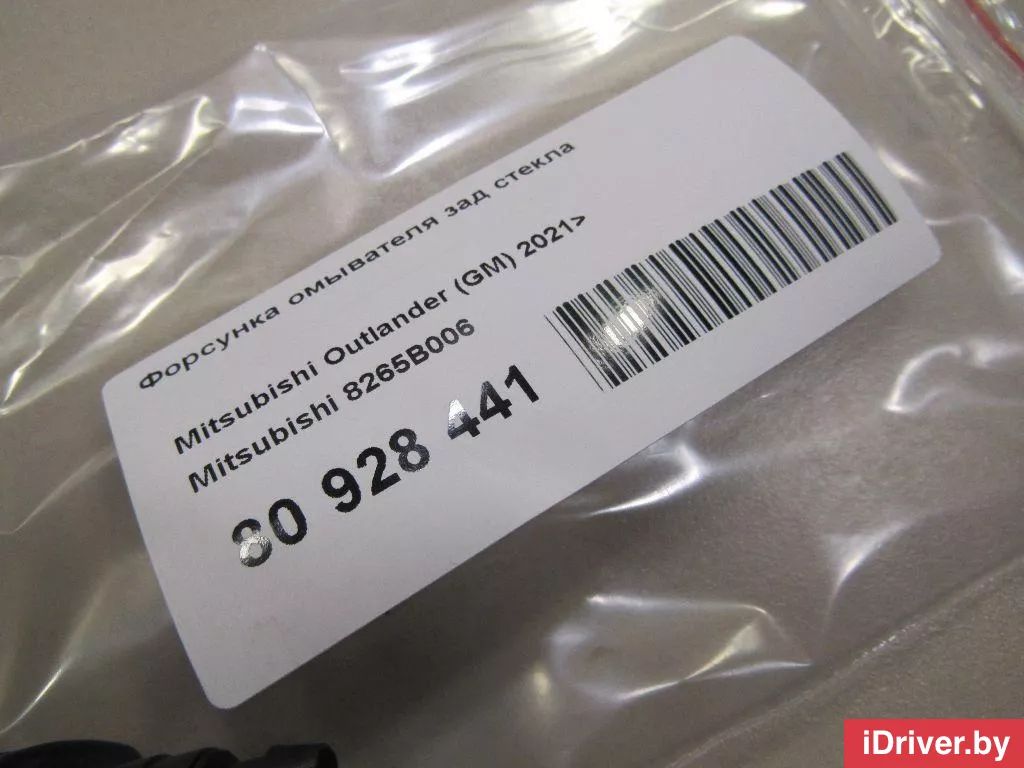 Форсунка омывателя зад стекла
Mitsubishi Outlander (GM) 2021>
Mitsubishi 8265B006
80 928 441
iDriver.by